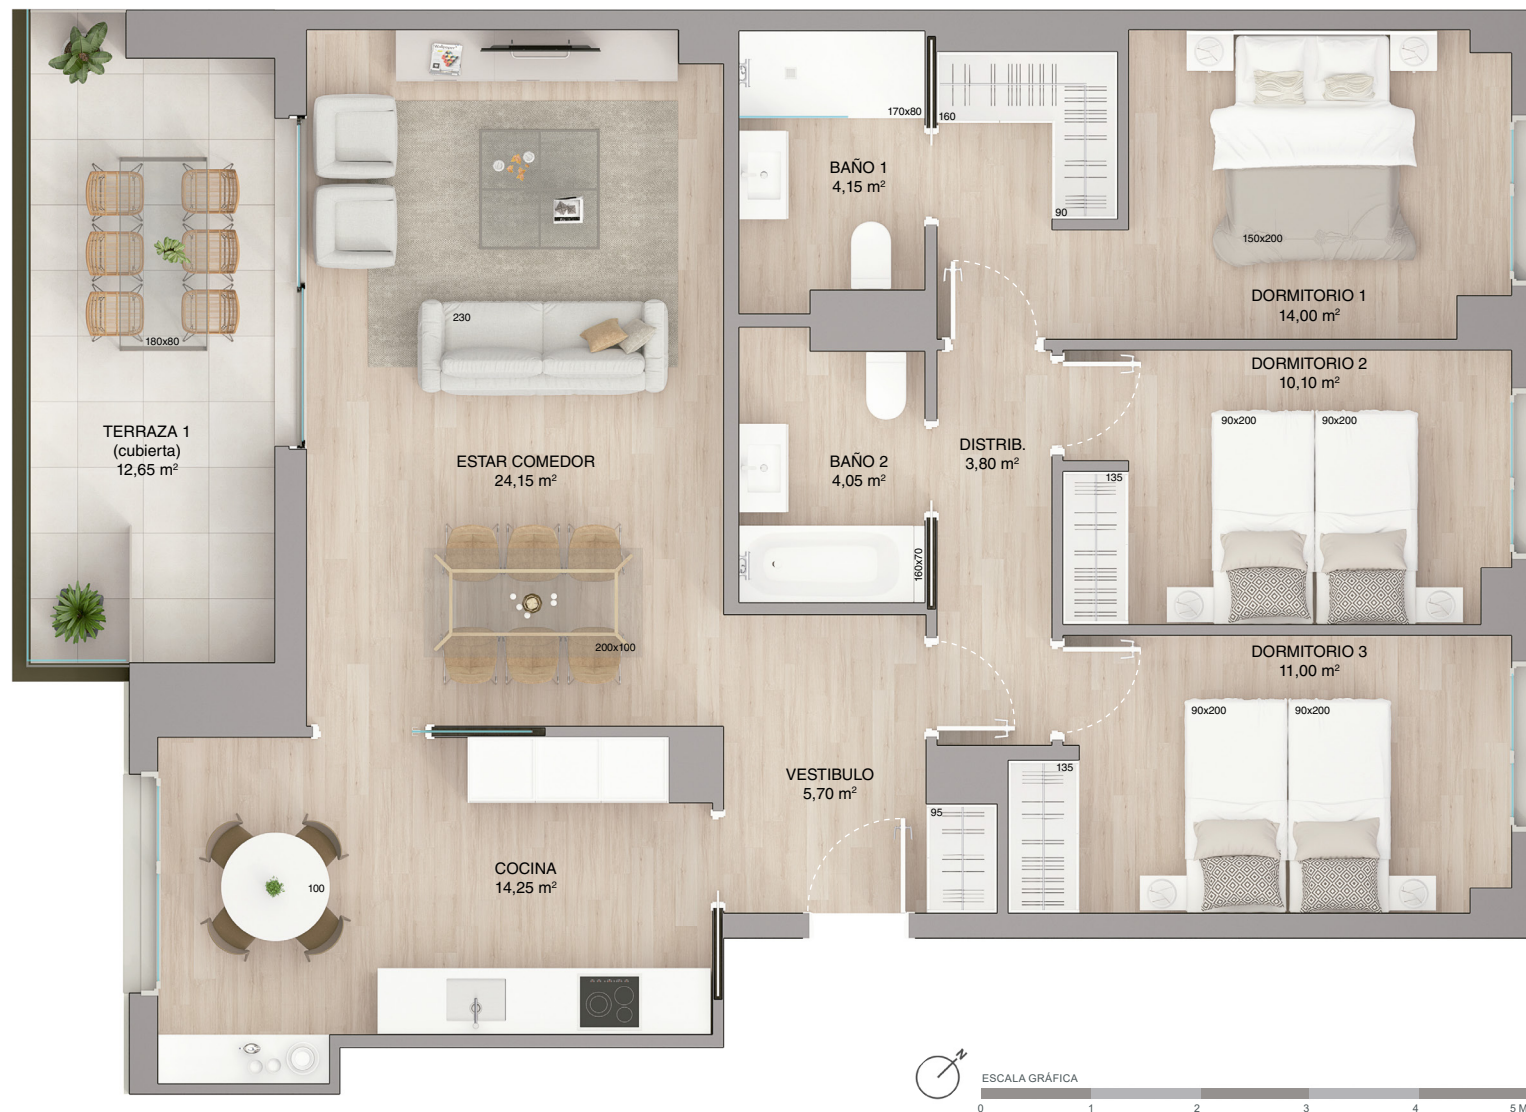 170x80
160
BAÑO 1
4,15 m²
90
150x200
DORMITORIO 1
14,00 m²
230
180x80
TERRAZA 1
(cubierta)
12,65 m²
ESTAR COMEDOR
24,15 m²
BAÑO 2
4,05 m²
DISTRIB.
3,80 m²
DORMITORIO 2
10,10 m²
90x200
90x200
135
160x70
200x100
DORMITORIO 3
11,00 m²
90x200
90x200
135
VESTIBULO
5,70 m²
95
COCINA
14,25 m²
100
N
ESCALA GRÁFICA
0 1 2 3 4 5 M